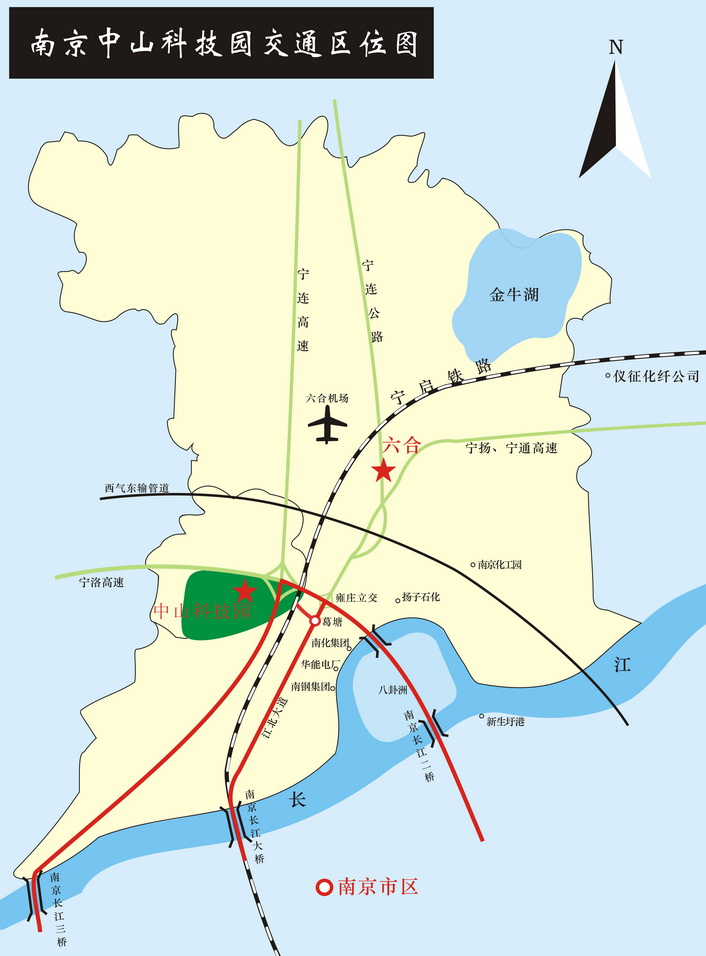 南京中山科技园交通区位图
N
金牛湖
宁连高速
宁连公路
宁启铁路
仪征化纤公司
六合机场
六合
宁扬、宁通高速
西气东输管道
南京化工园
宁洛高速
中山科技园
雍庄立交
扬子石化
葛塘
南化集团
华能电厂
南钢集团
八卦洲
江
江北大道
南京长江二桥
新生圩港
长
南京长江大桥
南京长江三桥
南京市区